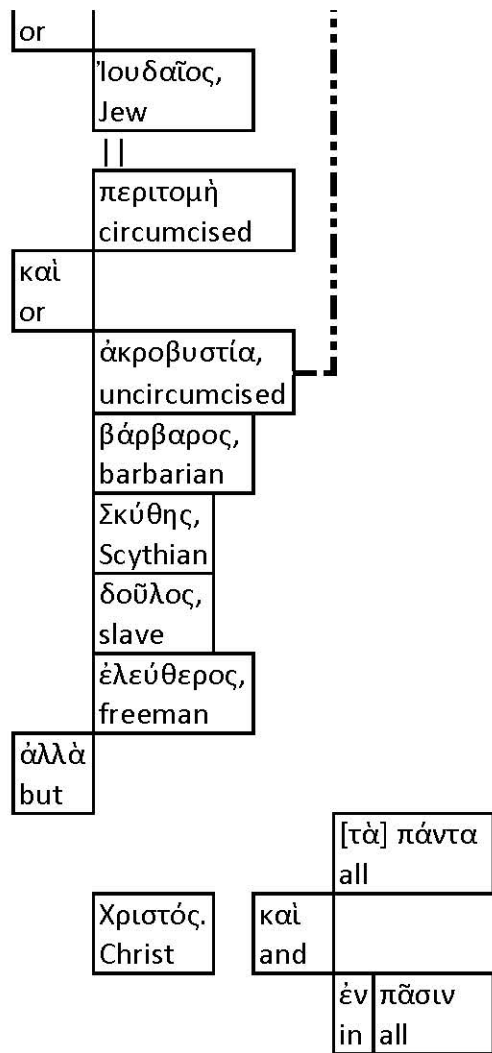 or
Ἰουδαῖος,
Jew
||
περιτομὴ
circumcised
καὶ
or
ἀκροβυστία,
uncircumcised
βάρβαρος,
barbarian
Σκύθης,
Scythian
δοῦλος,
slave
ἐλεύθερος,
freeman
ἀλλὰ
but
[τὰ] πάντα
all
Χριστός. καὶ
Christ and
ἐν πᾶσιν
in all